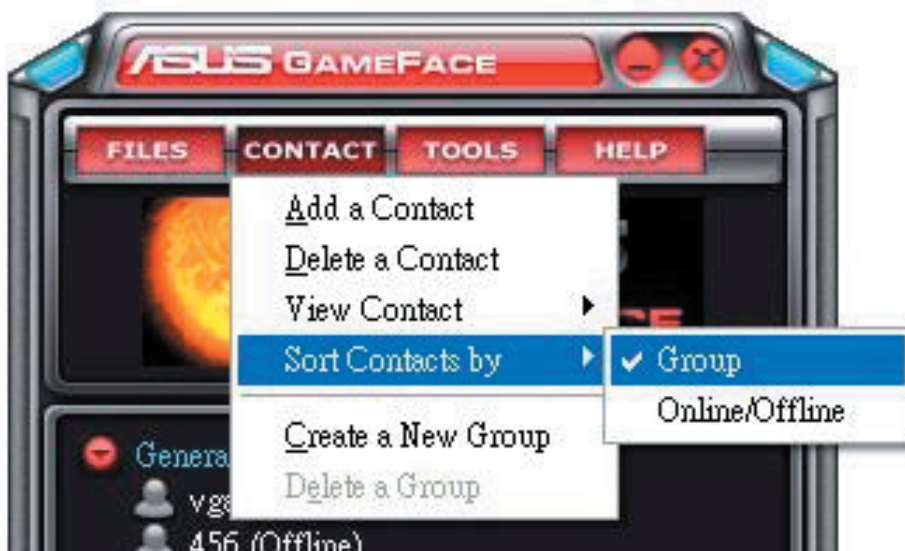 ASUS GAMEFACE
FILES CONTACT TOOLS HELP
Add a Contact
Delete a Contact
View Contact
Sort Contacts by
Group
Online/Offline
Create a New Group
Delete a Group
456 (Offline)